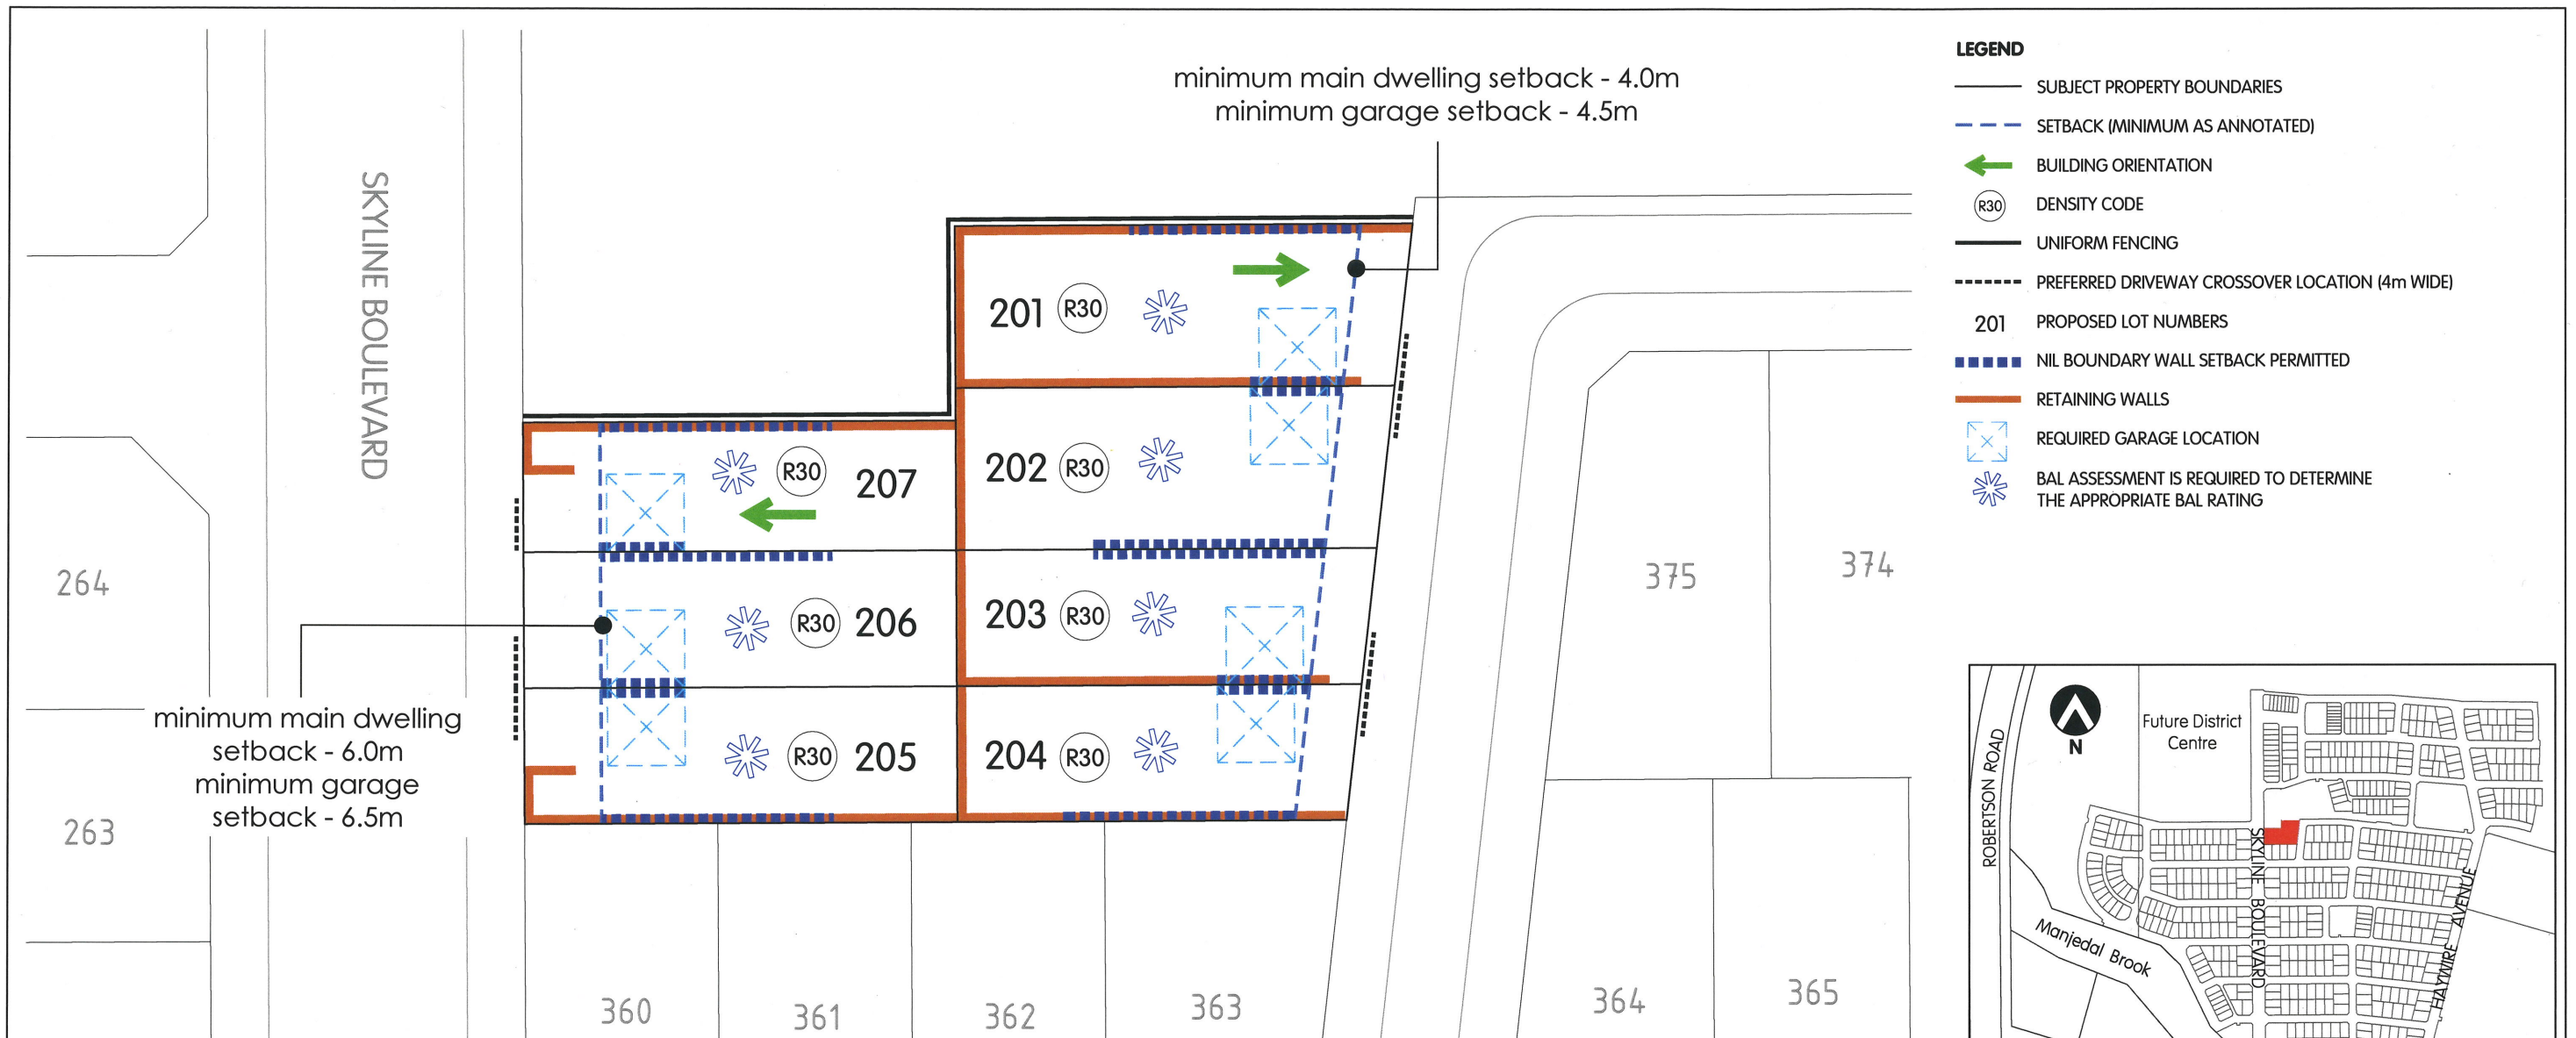 minimum main dwelling setback - 4.0m
minimum garage setback - 4.5m
SKYLINE BOULEVARD
201 R30
202 R30
R30 207
203 R30
R30 206
204 R30
R30 205
264
263
minimum main dwelling
setback - 6.0m
minimum garage
setback - 6.5m
375
374
360
361
362
363
364
365
LEGEND
SUBJECT PROPERTY BOUNDARIES
SETBACK (MINIMUM AS ANNOTATED)
BUILDING ORIENTATION
R30 DENSITY CODE
UNIFORM FENCING
PREFERRED DRIVEWAY CROSSOVER LOCATION (4m WIDE)
201 PROPOSED LOT NUMBERS
NIL BOUNDARY WALL SETBACK PERMITTED
RETAINING WALLS
REQUIRED GARAGE LOCATION
BAL ASSESSMENT IS REQUIRED TO DETERMINE
THE APPROPRIATE BAL RATING
ROBERTSON ROAD
N
Future District
Centre
SKYLINE BOULEVARD
HAYWIRE AVENUE
Manjedal Brook